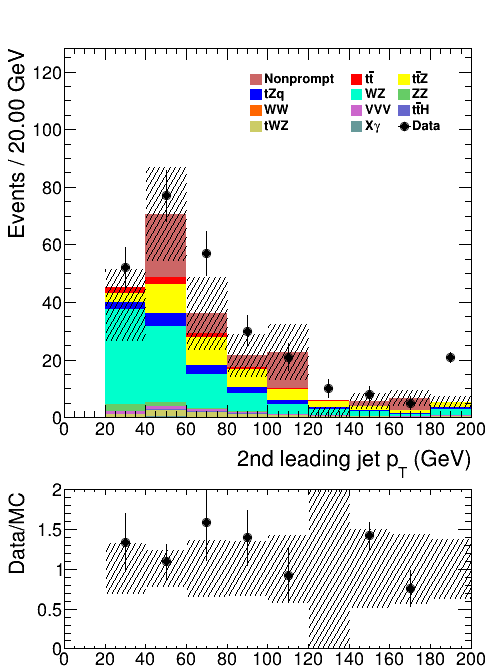 Events / 20.00 GeV
120
100
80
60
40
20
0
Nonprompt tt̄ tt̄Z
tZq WZ ZZ
WW VVV tt̄H
tWZ Xγ Data
0 20 40 60 80 100 120 140 160 180 200
2nd leading jet p_T (GeV)
Data/MC
2
1.5
1
0.5
0
0 20 40 60 80 100 120 140 160 180 200